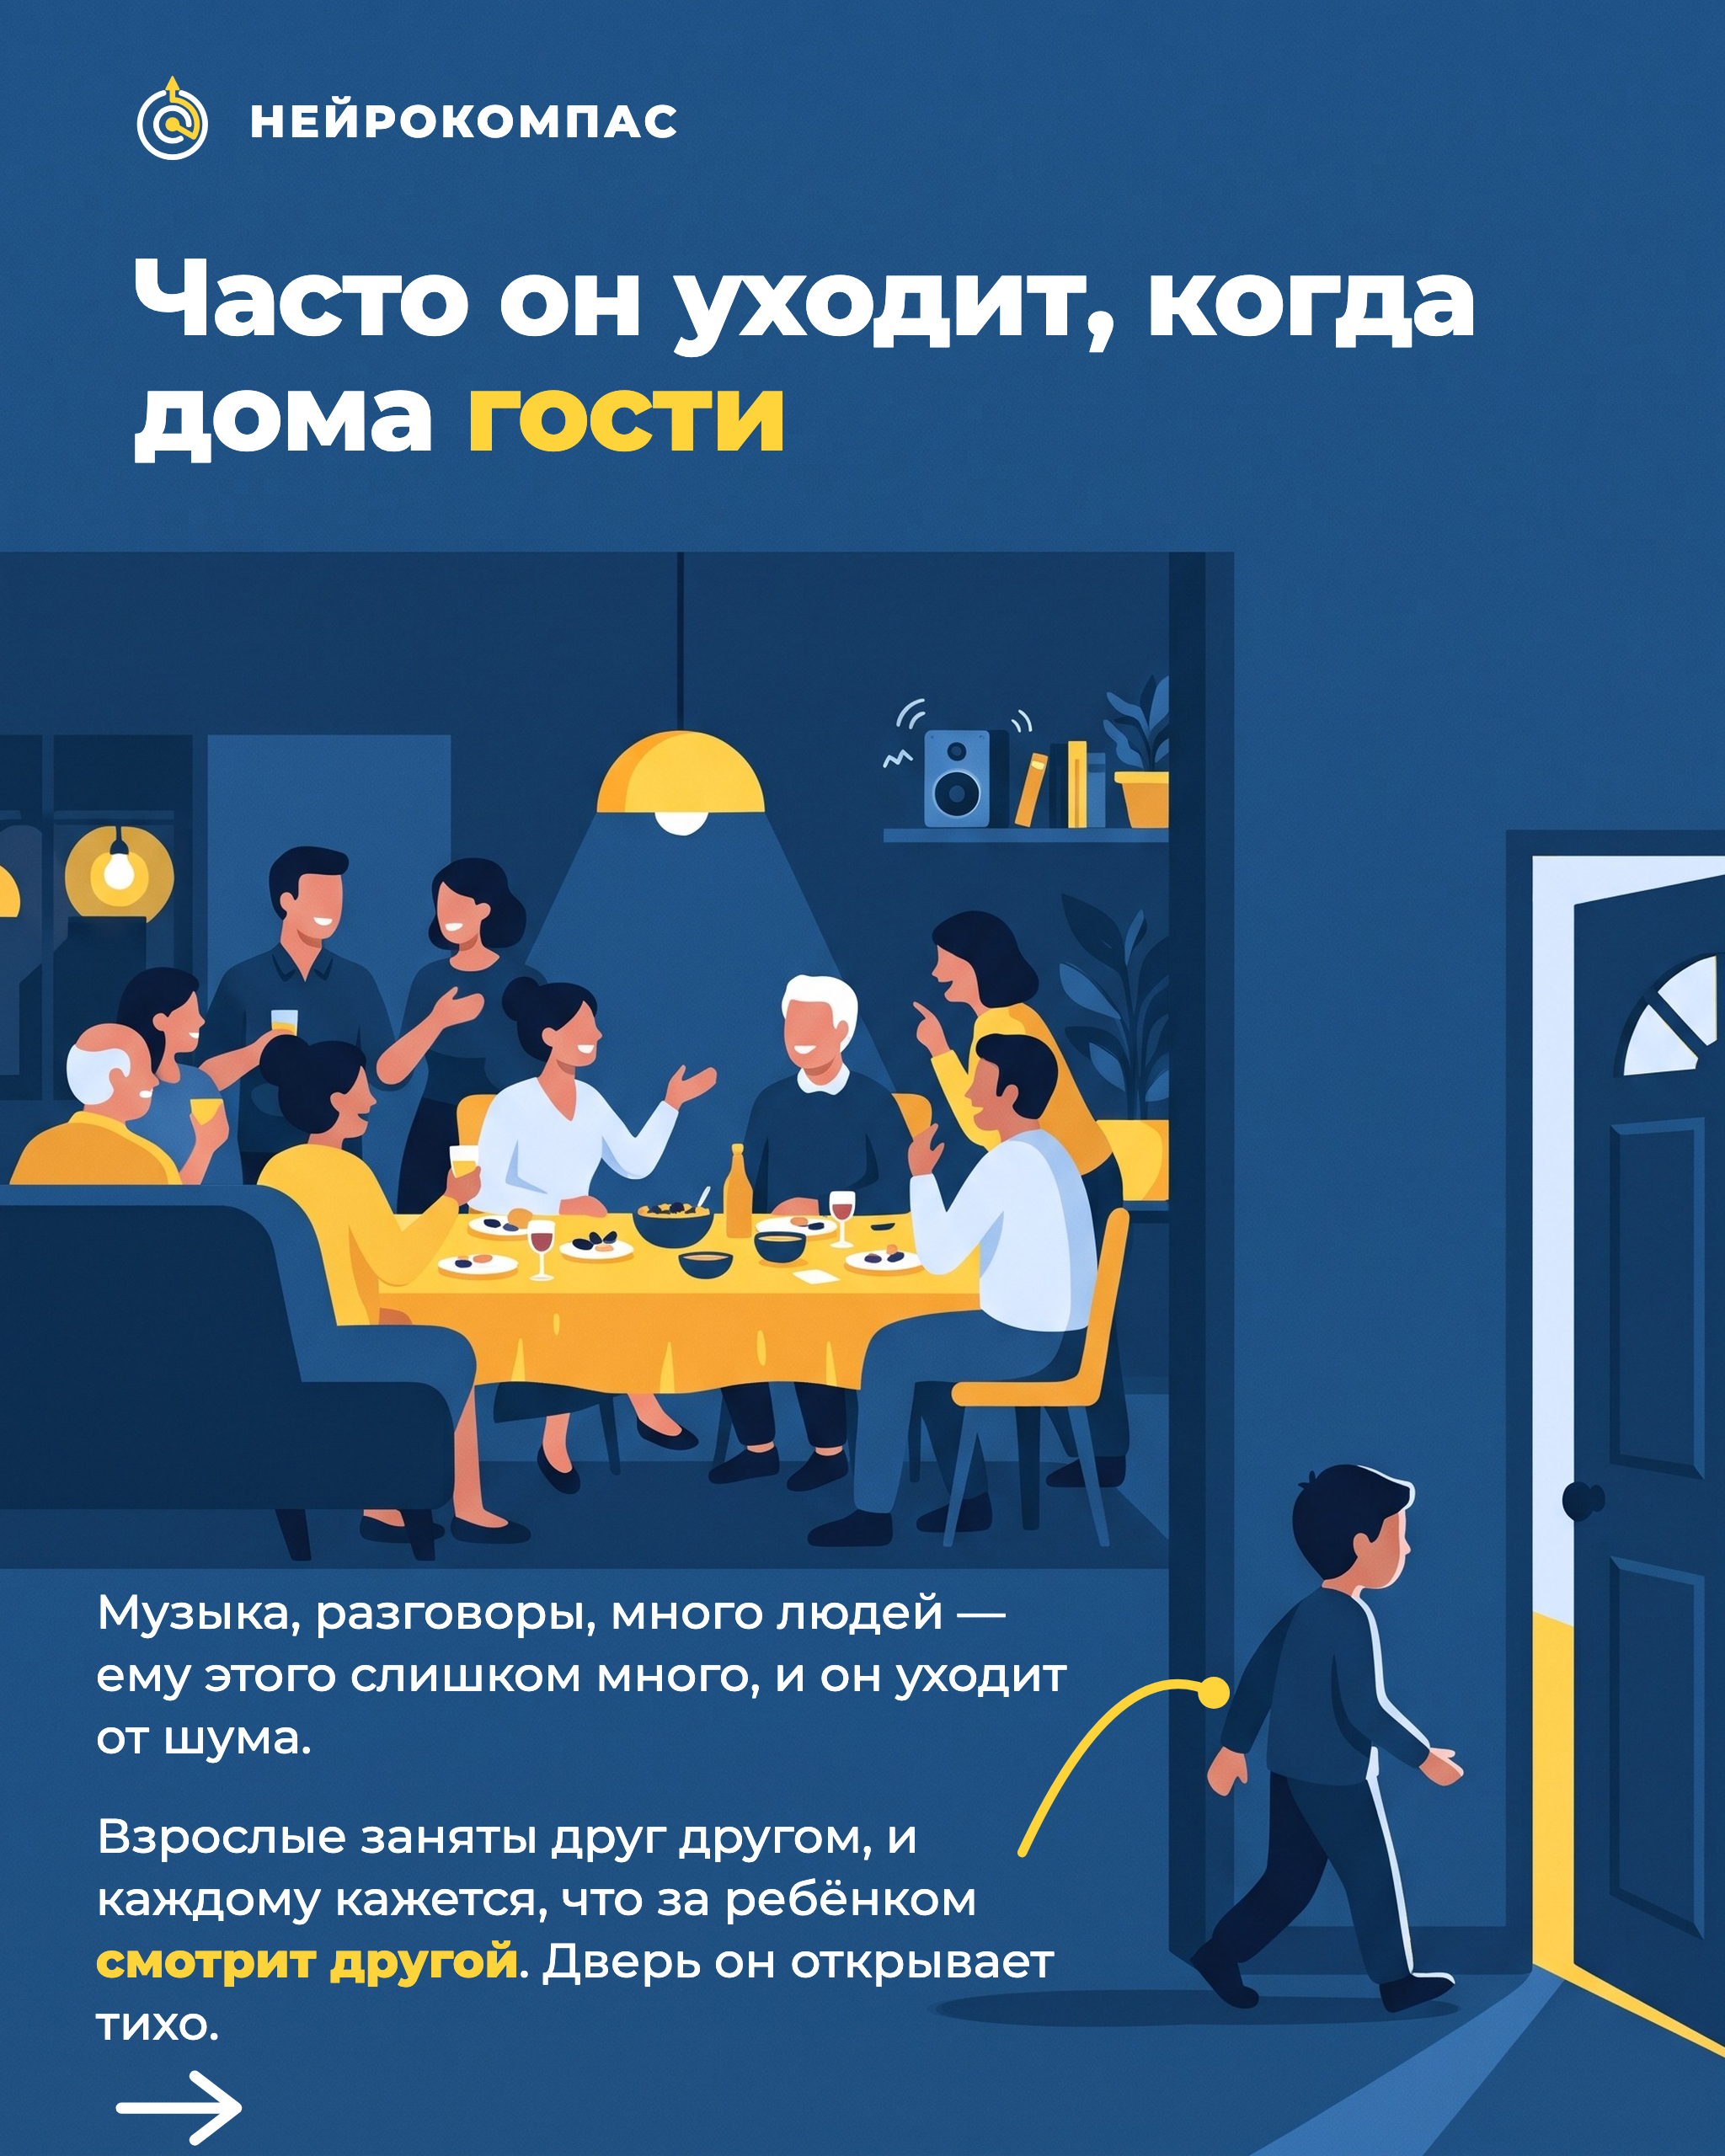 НЕЙРОКОМПАС
Часто он уходит, когда
дома гости
Музыка, разговоры, много людей —
ему этого слишком много, и он уходит
от шума.
Взрослые заняты друг другом, и
каждому кажется, что за ребёнком
смотрит другой. Дверь он открывает
тихо.